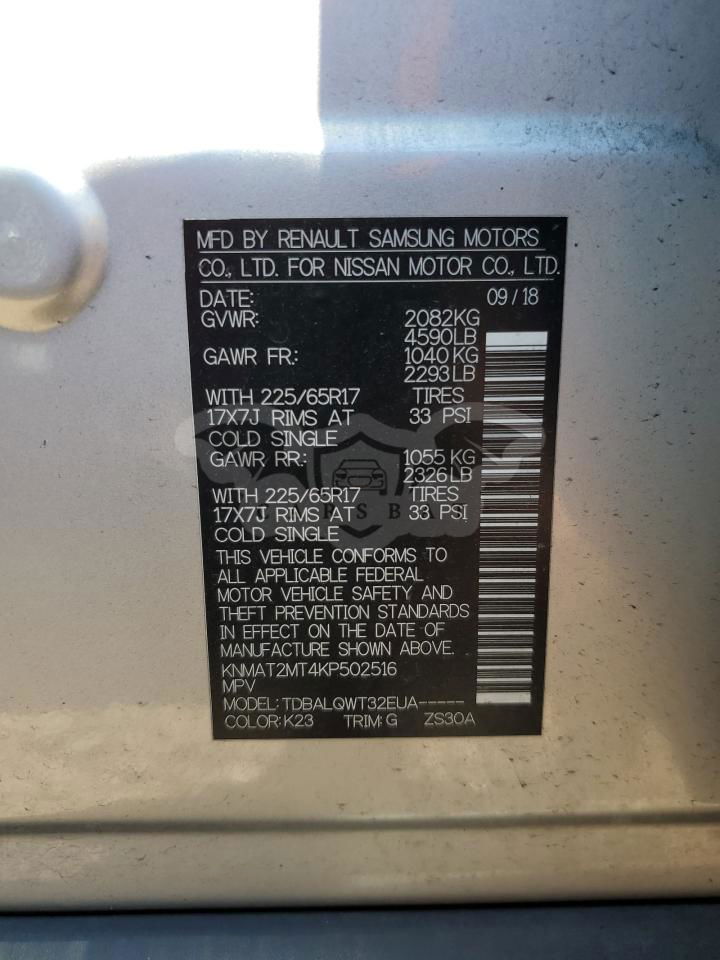 MFD BY RENAULT SAMSUNG MOTORS
CO., LTD. FOR NISSAN MOTOR CO., LTD.
DATE: 09/18
GVWR: 2082KG
4590LB
GAWR FR.: 1040KG
2293LB
WITH 225/65R17 TIRES
17X7J RIMS AT 33 PSI
COLD SINGLE
GAWR RR.: 1055KG
2326LB
WITH 225/65R17 TIRES
17X7J RIMS AT 33 PSI
COLD SINGLE
THIS VEHICLE CONFORMS TO
ALL APPLICABLE FEDERAL
MOTOR VEHICLE SAFETY AND
THEFT PREVENTION STANDARDS
IN EFFECT ON THE DATE OF
MANUFACTURE SHOWN ABOVE.
KNMAT2MT4KP502516
MPV
MODEL: TDBALQWT32EUA-----
COLOR: K23 TRIM: G ZS30A